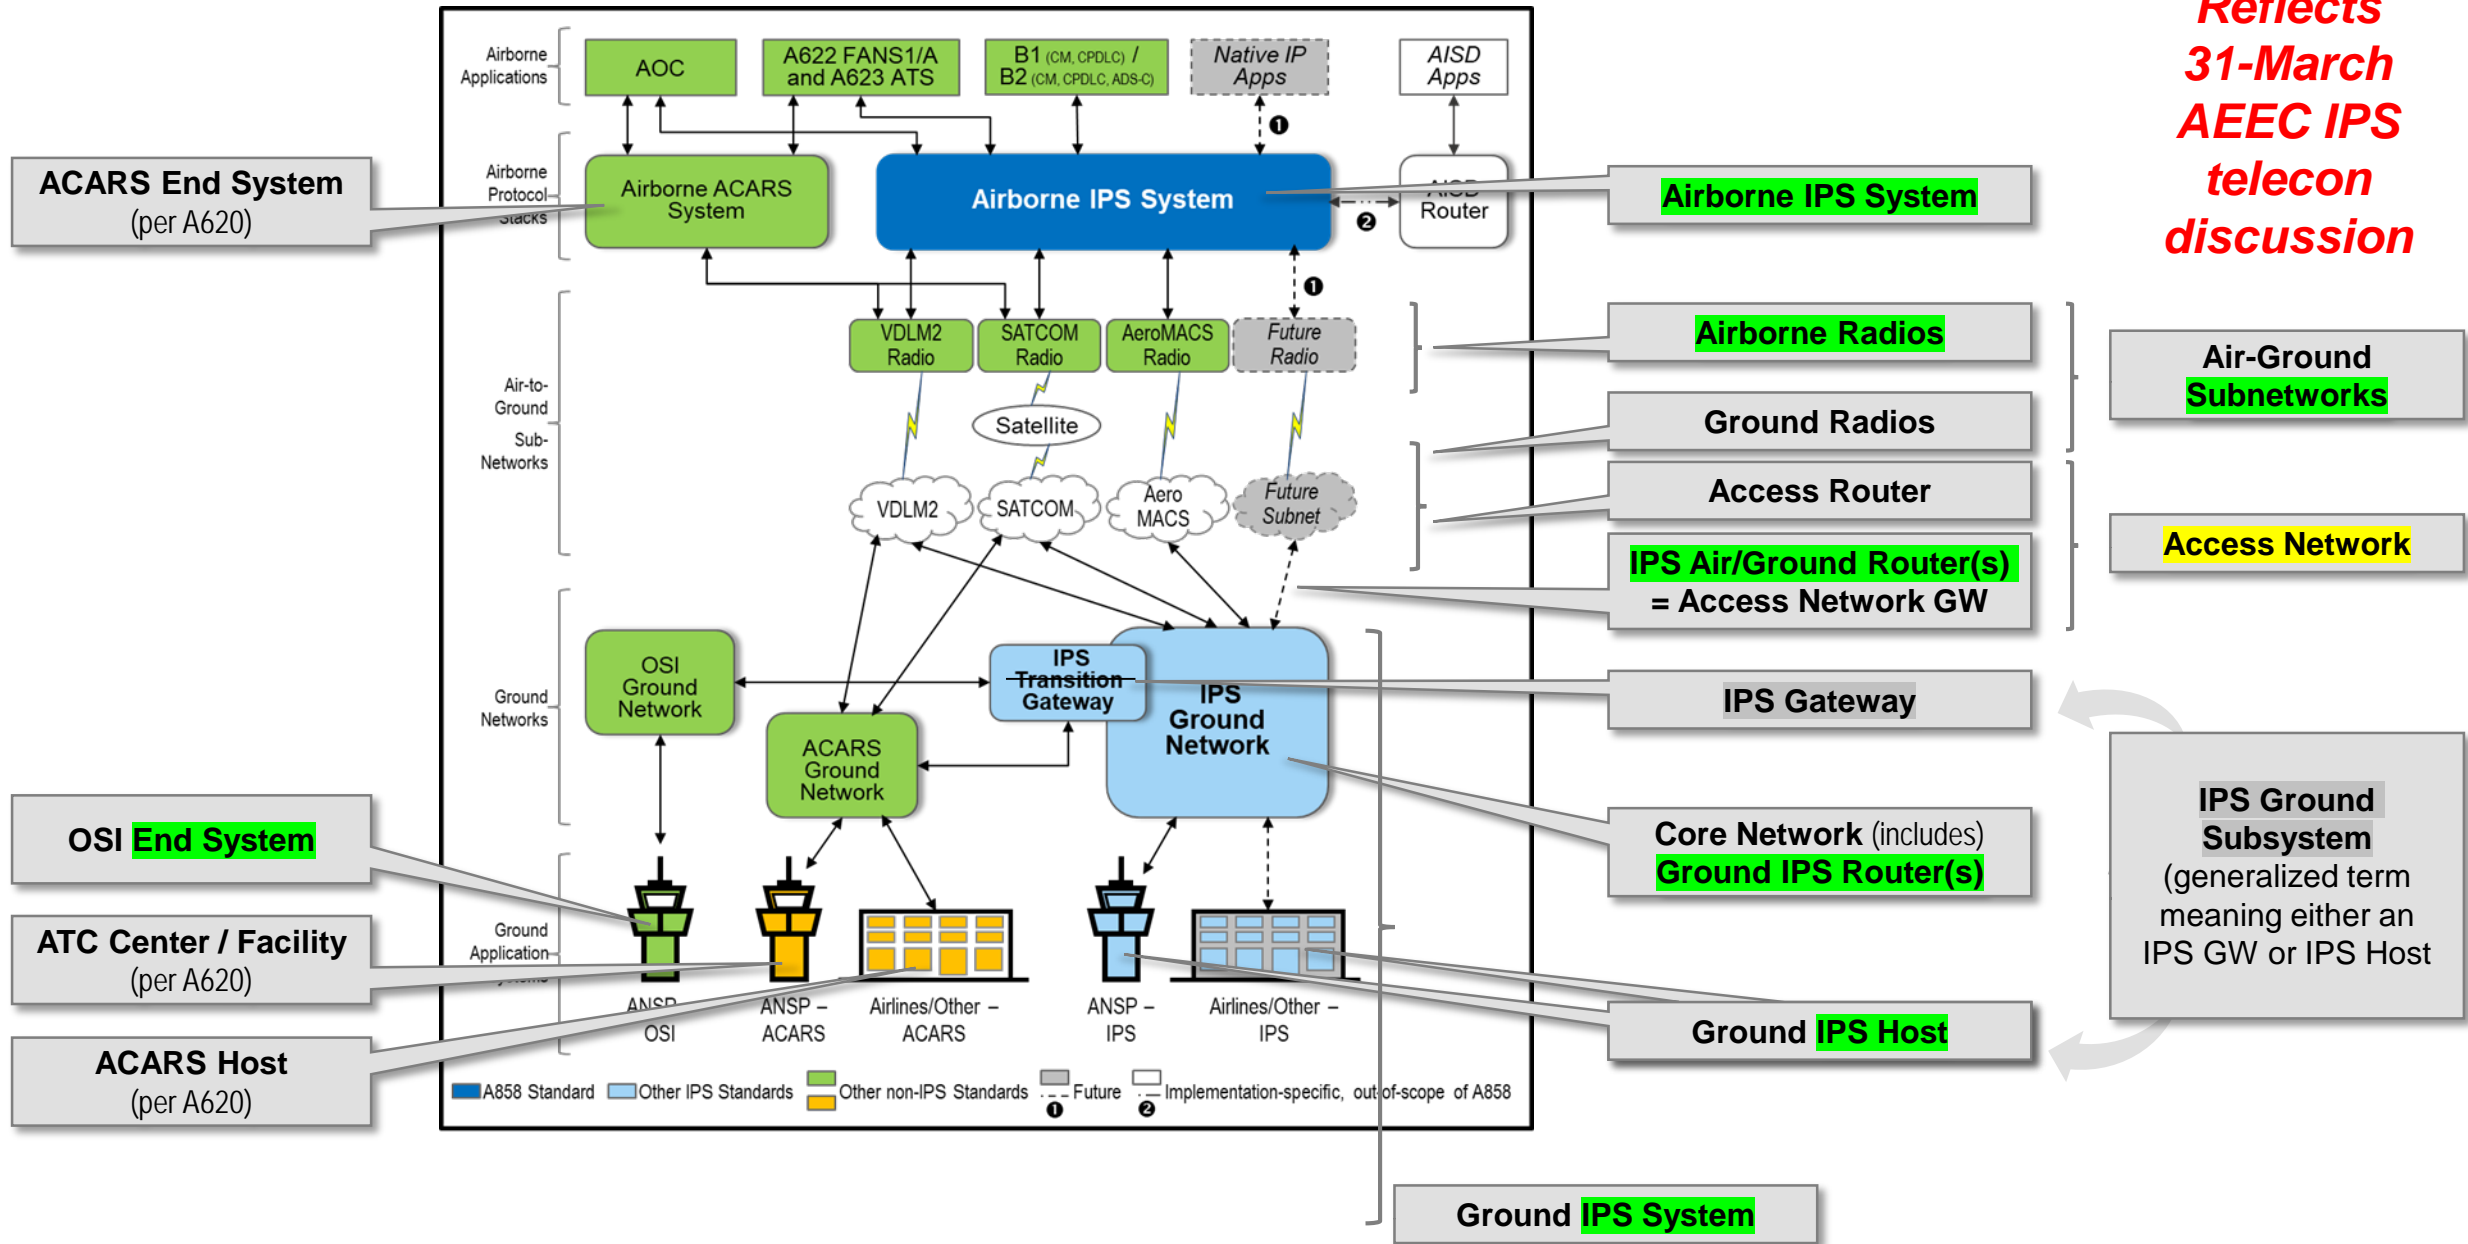 Reflects
31-March
AEEC IPS
telecon
discussion
Airborne
Applications
AOC
A622 FANS1/A
and A623 ATS
B1 (CM, CPDLC) /
B2 (CM, CPDLC, ADS-C)
Native IP
Apps
AISD
Apps
❶
Airborne
Protocol
Stacks
Airborne ACARS
System
Airborne IPS System
AISD
Router
❷
❶
ACARS End System
(per A620)
Airborne IPS System
Air-to-
Ground
Sub-
Networks
VDLM2
Radio
SATCOM
Radio
AeroMACS
Radio
Future
Radio
Satellite
VDLM2
SATCOM
Aero
MACS
Future
Subnet
Airborne Radios
Ground Radios
Access Router
IPS Air/Ground Router(s)
= Access Network GW
Air-Ground
Subnetworks
Access Network
Ground
Networks
OSI
Ground
Network
ACARS
Ground
Network
IPS
Transition
Gateway
IPS
Ground
Network
IPS Gateway
Core Network (includes)
Ground IPS Router(s)
IPS Ground
Subsystem
(generalized term
meaning either an
IPS GW or IPS Host
Ground IPS Host
OSI End System
ATC Center / Facility
(per A620)
ACARS Host
(per A620)
Ground
Application
ANSP
OSI
ANSP –
ACARS
Airlines/Other –
ACARS
ANSP –
IPS
Airlines/Other –
IPS
A858 Standard
Other IPS Standards
Other non-IPS Standards
Future
❶
Implementation-specific, out-of-scope of A858
❷
Ground IPS System